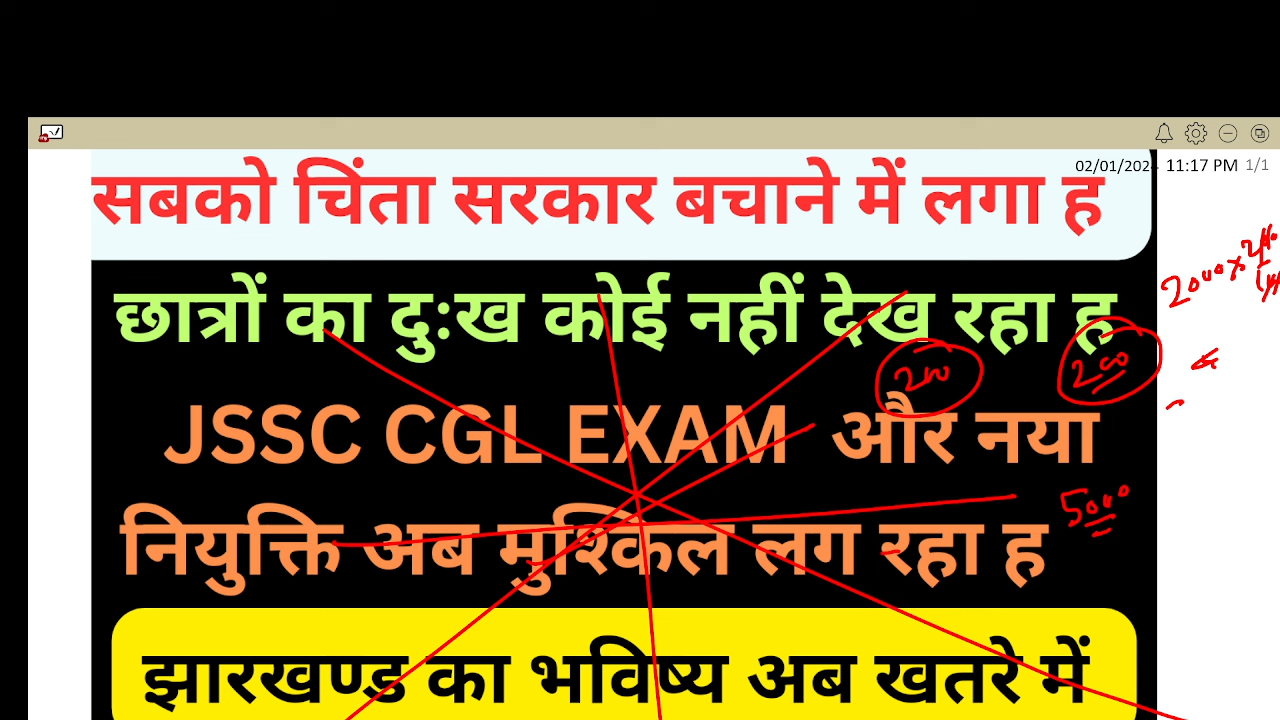 02/01/202 11:17 PM 1/1
सबको चिंता सरकार बचाने में लगा ह
छात्रों का दुःख कोई नहीं देख रहा ह
200
200
JSSC CGL EXAM और नया
5000
नियुक्ति अब मुश्किल लग रहा ह
झारखण्ड का भविष्य अब खतरे में